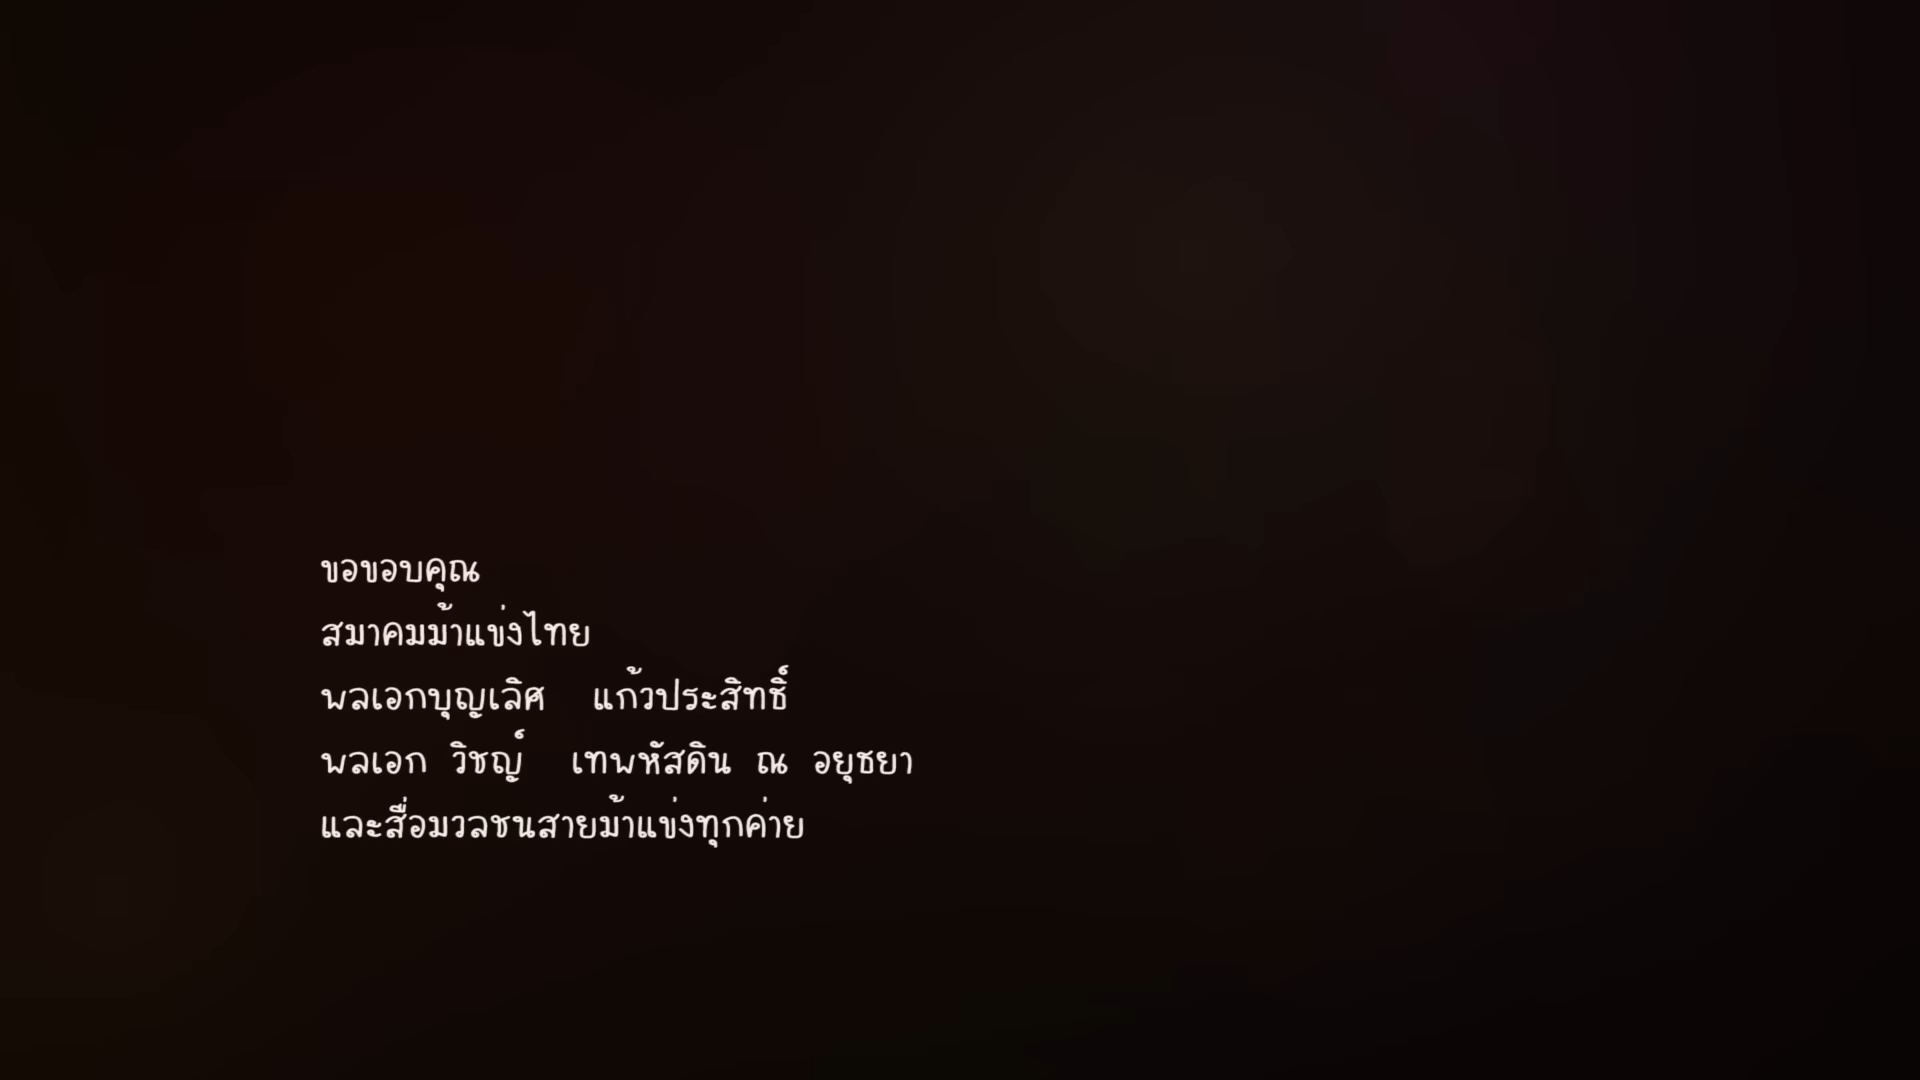 ขอขอบคุณ
สมาคมม้าแข่งไทย
พลเอกบุญเลิศ แก้วประสิทธิ์
พลเอก วิชญ์ เทพหัสดิน ณ อยุธยา
และสื่อมวลชนสายม้าแข่งทุกค่าย